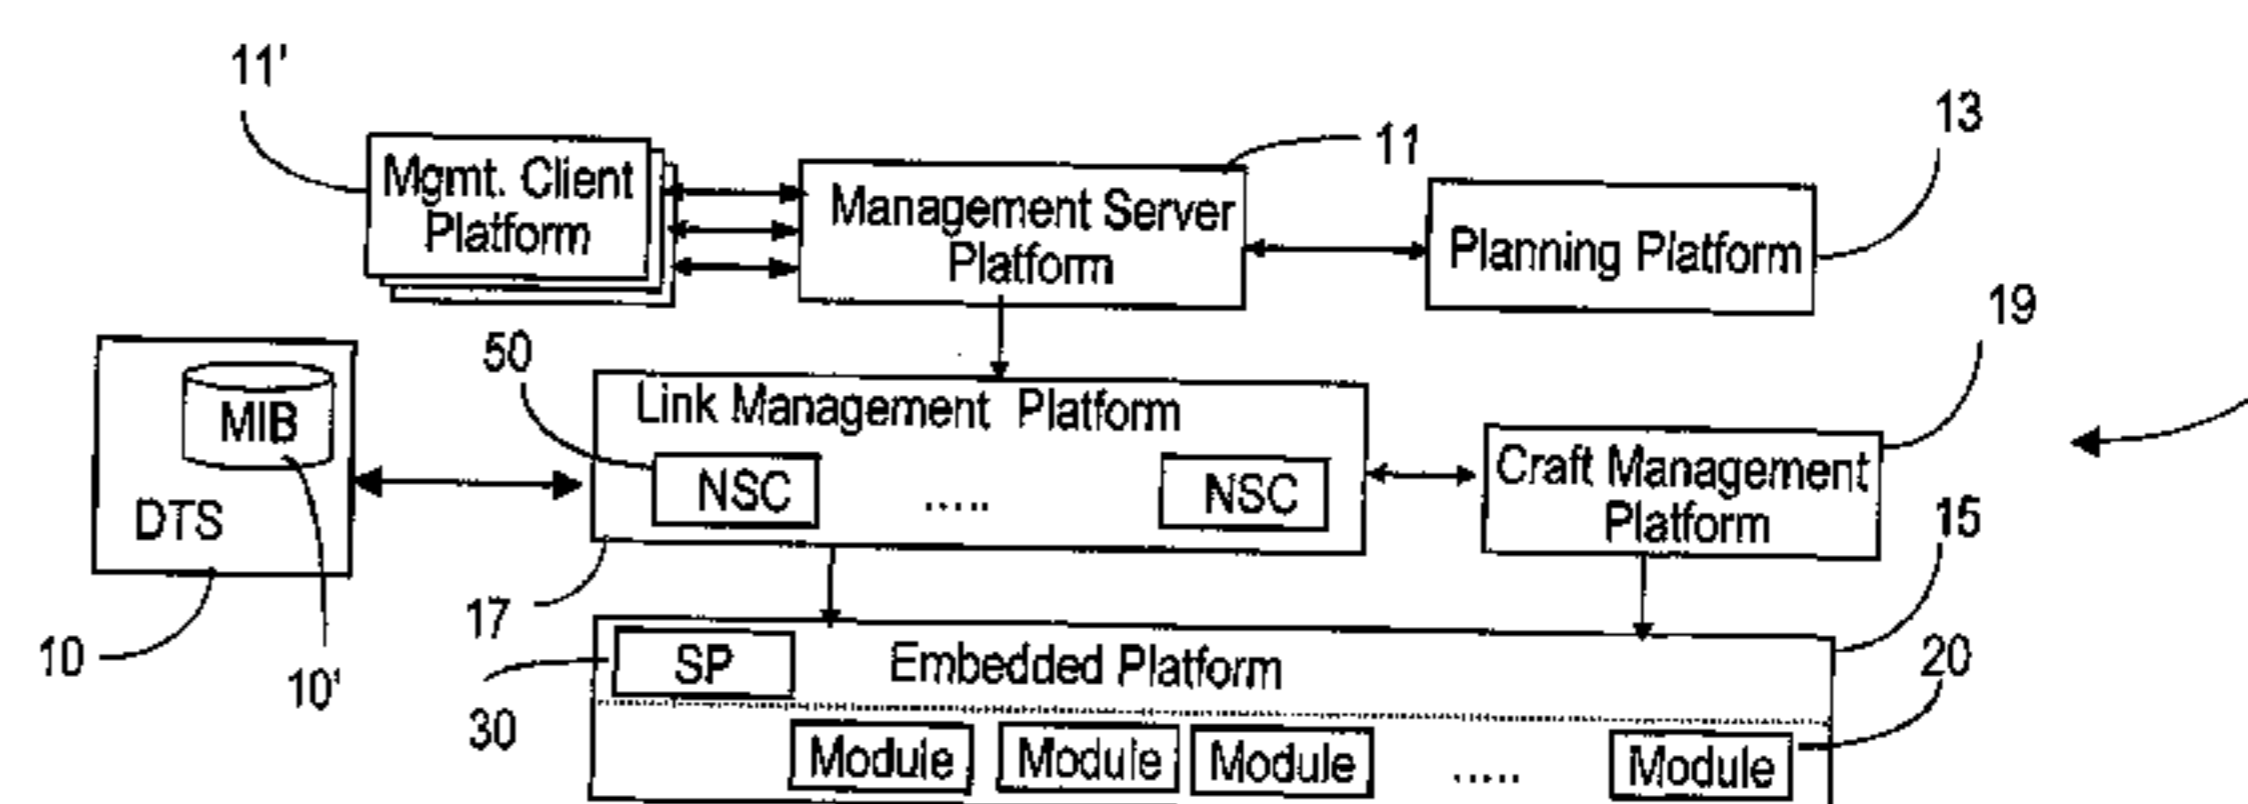 11'
13
11
Mgmt. Client
Platform
Management Server
Platform
Planning Platform
19
50
MIB
DTS
Link Management Platform
NSC ..... NSC
Craft Management
Platform
15
17
10
10'
SP
Embedded Platform
20
30
Module Module Module ..... Module